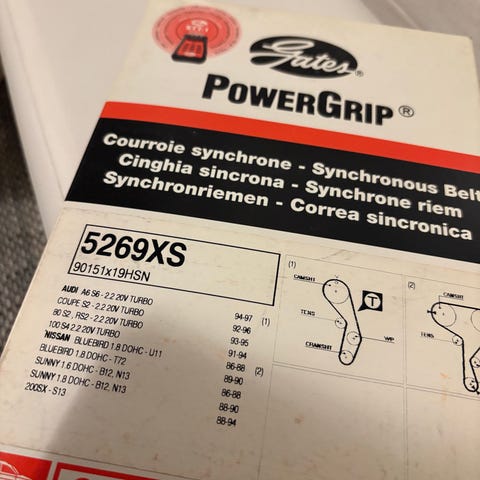 STT-1
Gates®
POWERGRIP®
Courroie synchrone - Synchronous Belt
Cinghia sincrona - Synchrone riem
Synchronriemen - Correa sincronica
5269XS
90151x19HSN
AUDI A6 S6 - 2.2 20V TURBO 94-97 (1)
COUPE S2 - 2.2 20V TURBO 92-96
80 S2, RS2 - 2.2 20V TURBO 93-95
100 S4 2.2 20V TURBO 91-94
NISSAN BLUEBIRD 1.8 DOHC - U11 86-88 (2)
BLUEBIRD 1.8 DOHC - T72 89-90
SUNNY 1.6 DOHC - B12, N13 86-88
SUNNY 1.8 DOHC - B12, N13 88-90
200SX - S13 88-94
(1)
CAMSHT
T
TENS
WP
CRANKSHT
(2)
CAMSHT
TENS